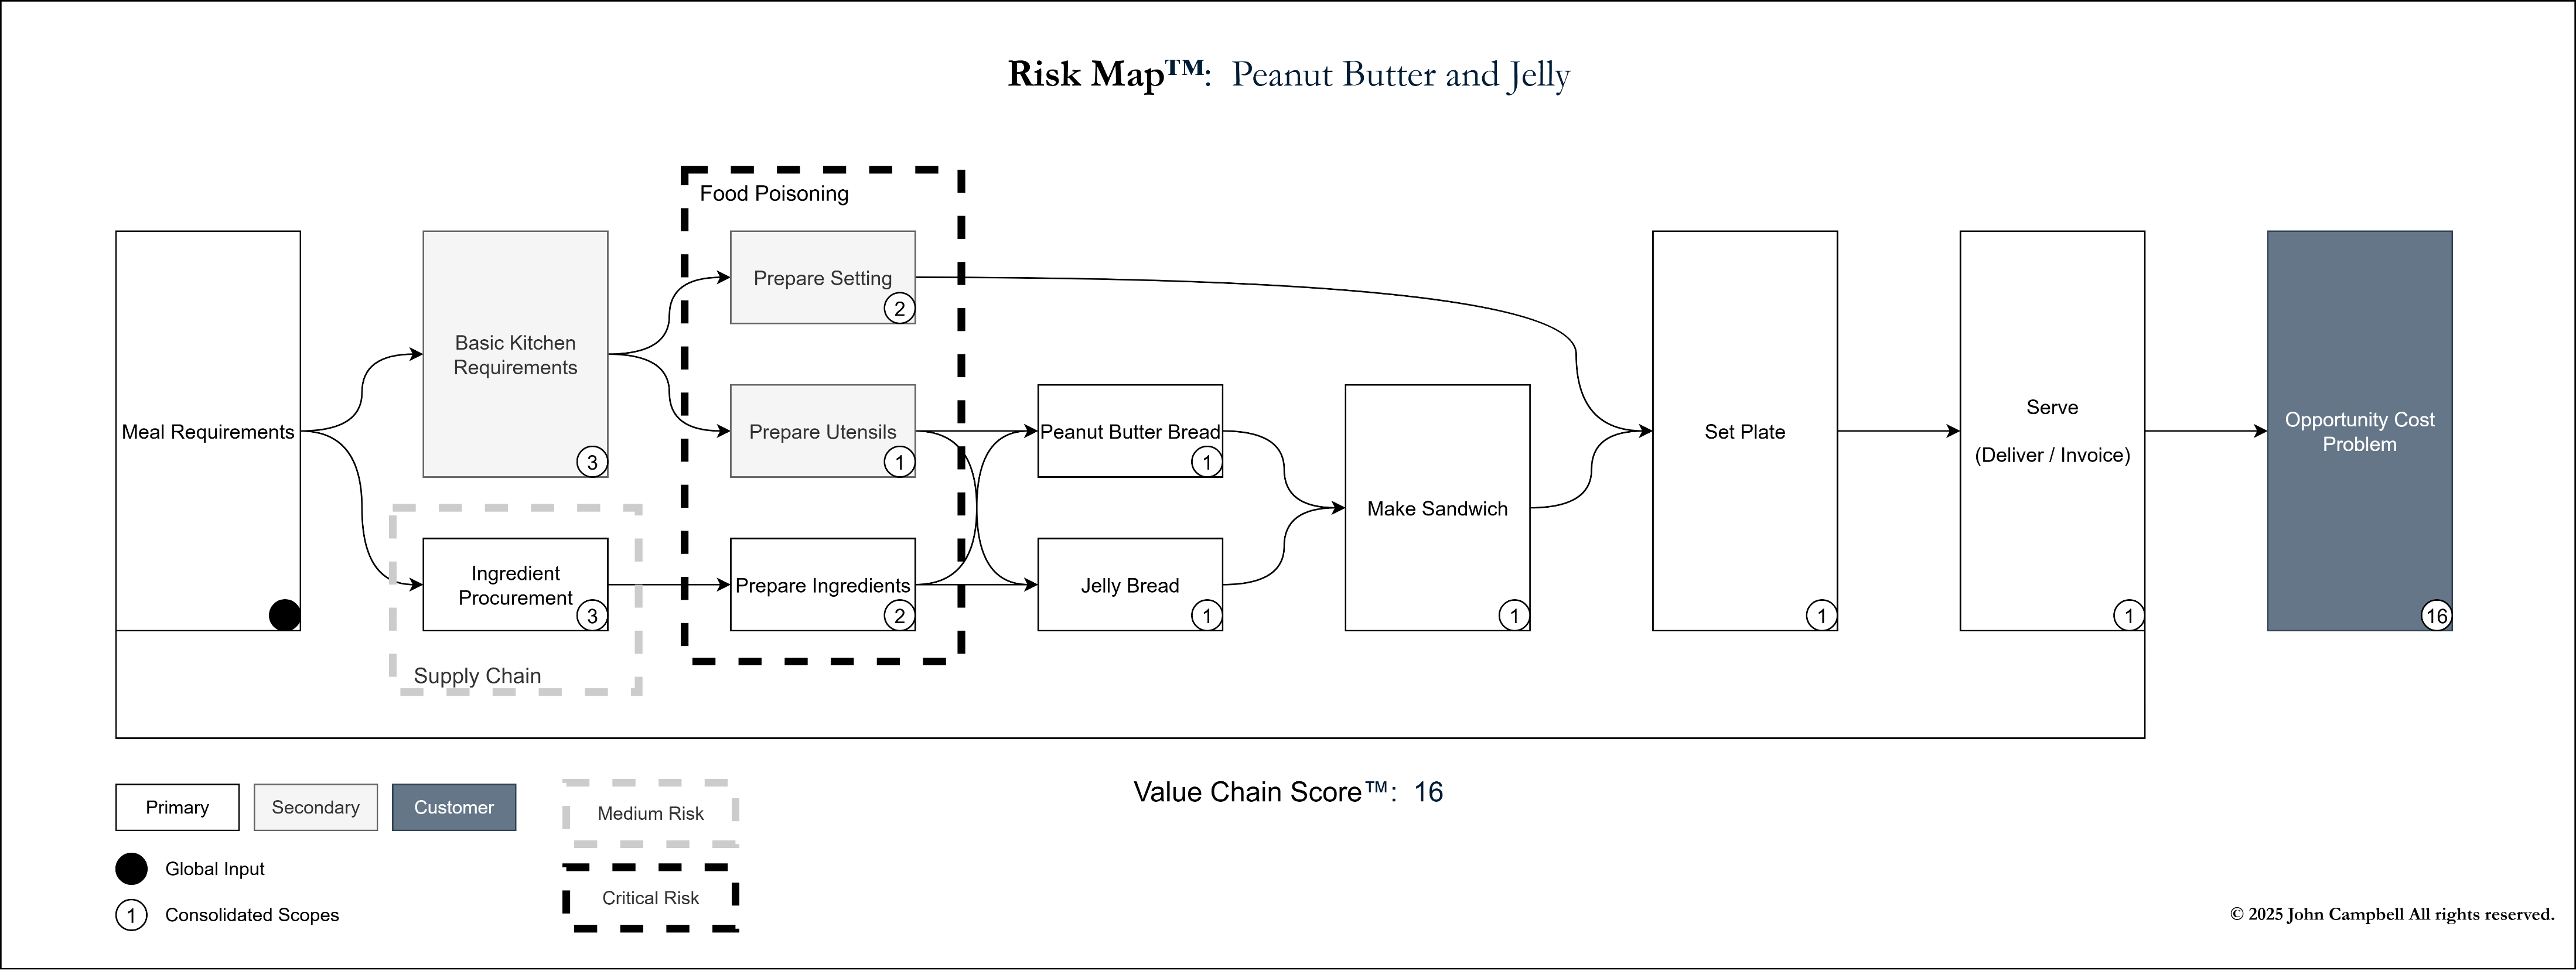 Risk Map™: Peanut Butter and Jelly
Food Poisoning
Meal Requirements
Basic Kitchen
Requirements
3
Ingredient
Procurement
3
Supply Chain
Prepare Setting
2
Prepare Utensils
1
Prepare Ingredients
2
Peanut Butter Bread
1
Jelly Bread
1
Make Sandwich
1
Set Plate
1
Serve
(Deliver / Invoice)
1
Opportunity Cost
Problem
16
Primary
Secondary
Customer
Global Input
1 Consolidated Scopes
Medium Risk
Critical Risk
Value Chain Score™: 16
© 2025 John Campbell All rights reserved.